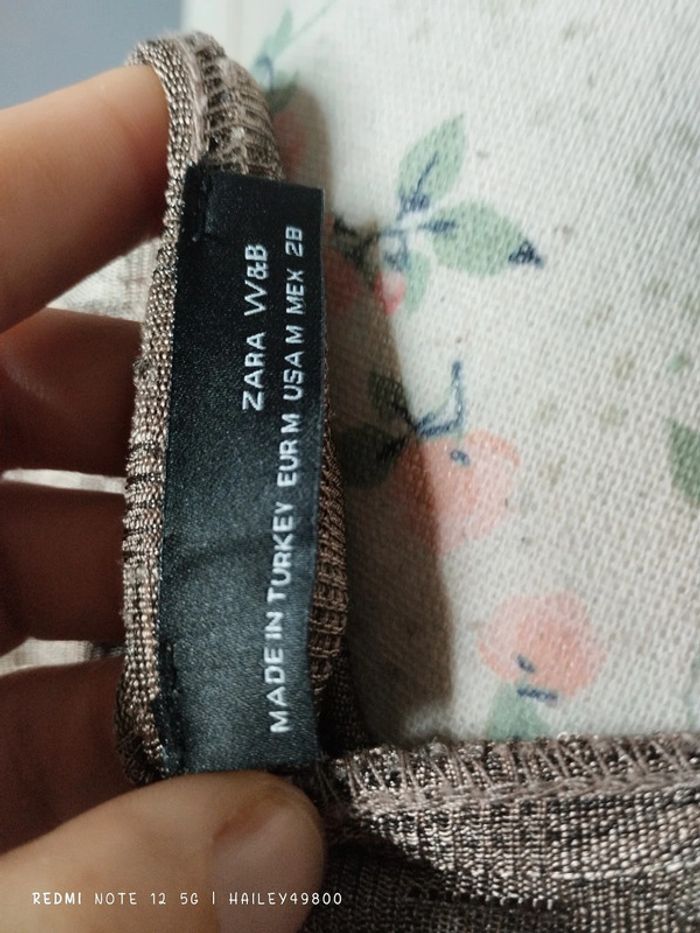 ZARA W&B
MADE IN TURKEY EUR M USA M MEX 28
REDMI NOTE 12 5G | HAILEY49800